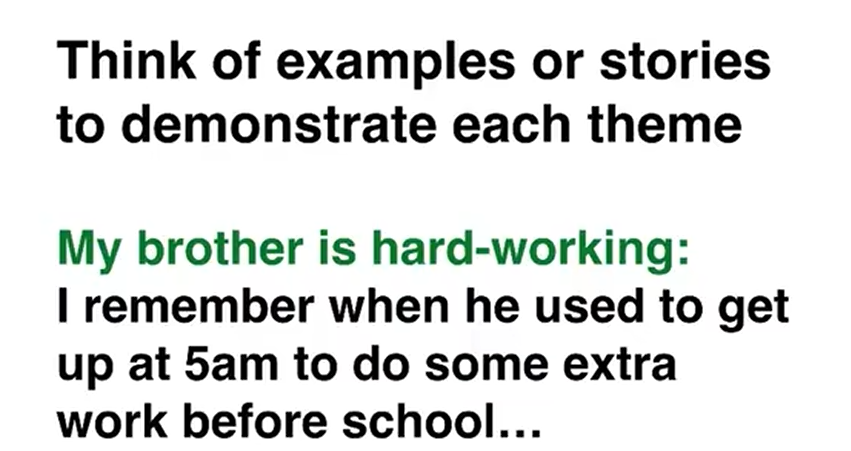 Think of examples or stories
to demonstrate each theme
My brother is hard-working:
I remember when he used to get
up at 5am to do some extra
work before school...